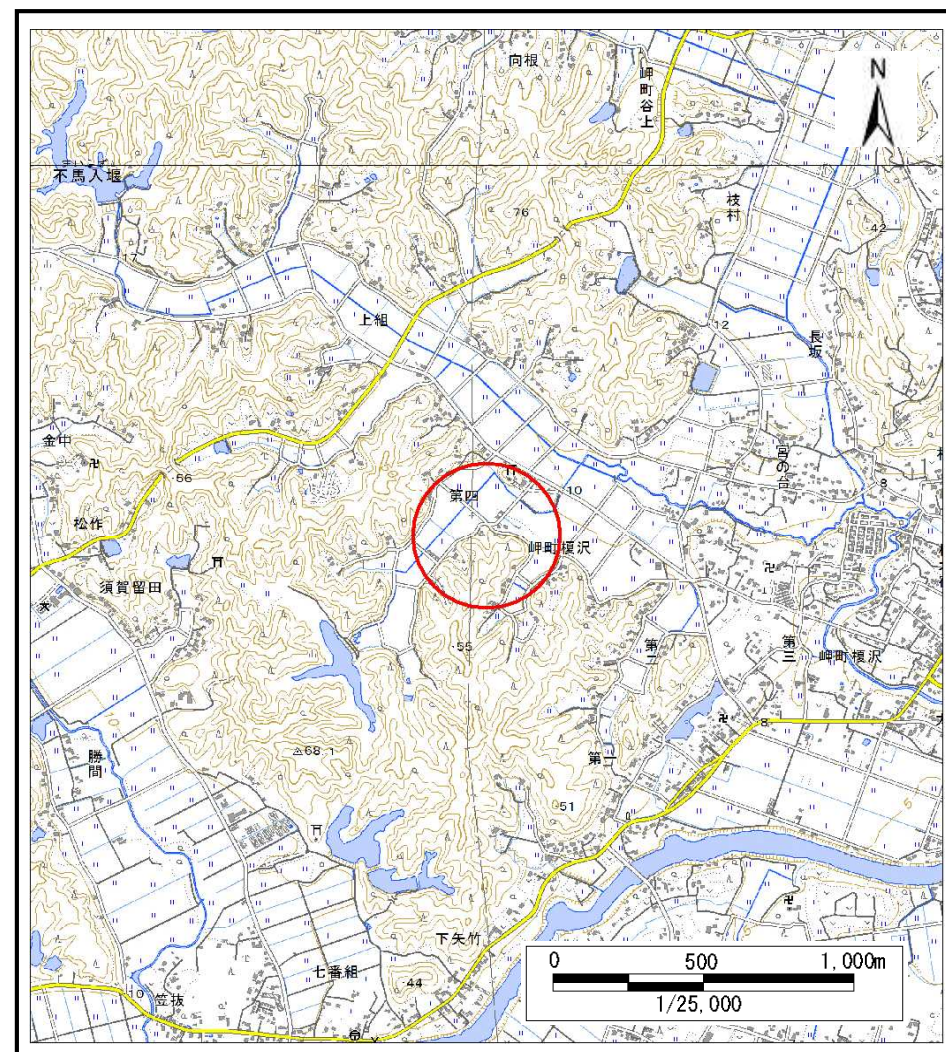 向根
岬町谷上
N
不馬入堰
76
枝村
42
17
上組
12
長坂
金中
宮の台
56
第四
10
8
松作
岬町榎沢
須賀留田
55
第二
第三
岬町榎沢
68.1
8
勝間
第一
51
下矢竹
0 500 1,000m
七番組
44
1/25,000
10
笠抜